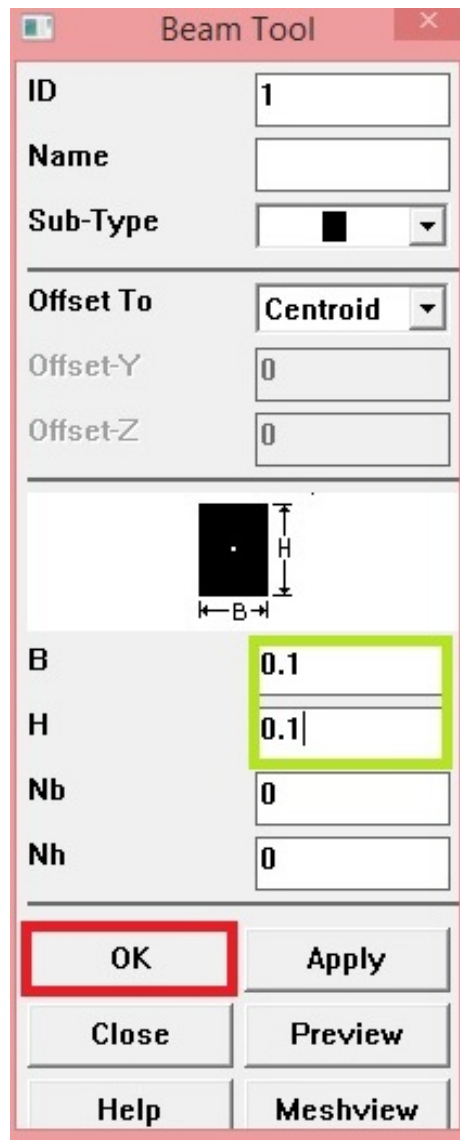 Beam Tool
ID 1
Name
Sub-Type
Offset To Centroid
Offset-Y 0
Offset-Z 0
H
B
B 0.1
H 0.1
Nb 0
Nh 0
OK Apply
Close Preview
Help Meshview